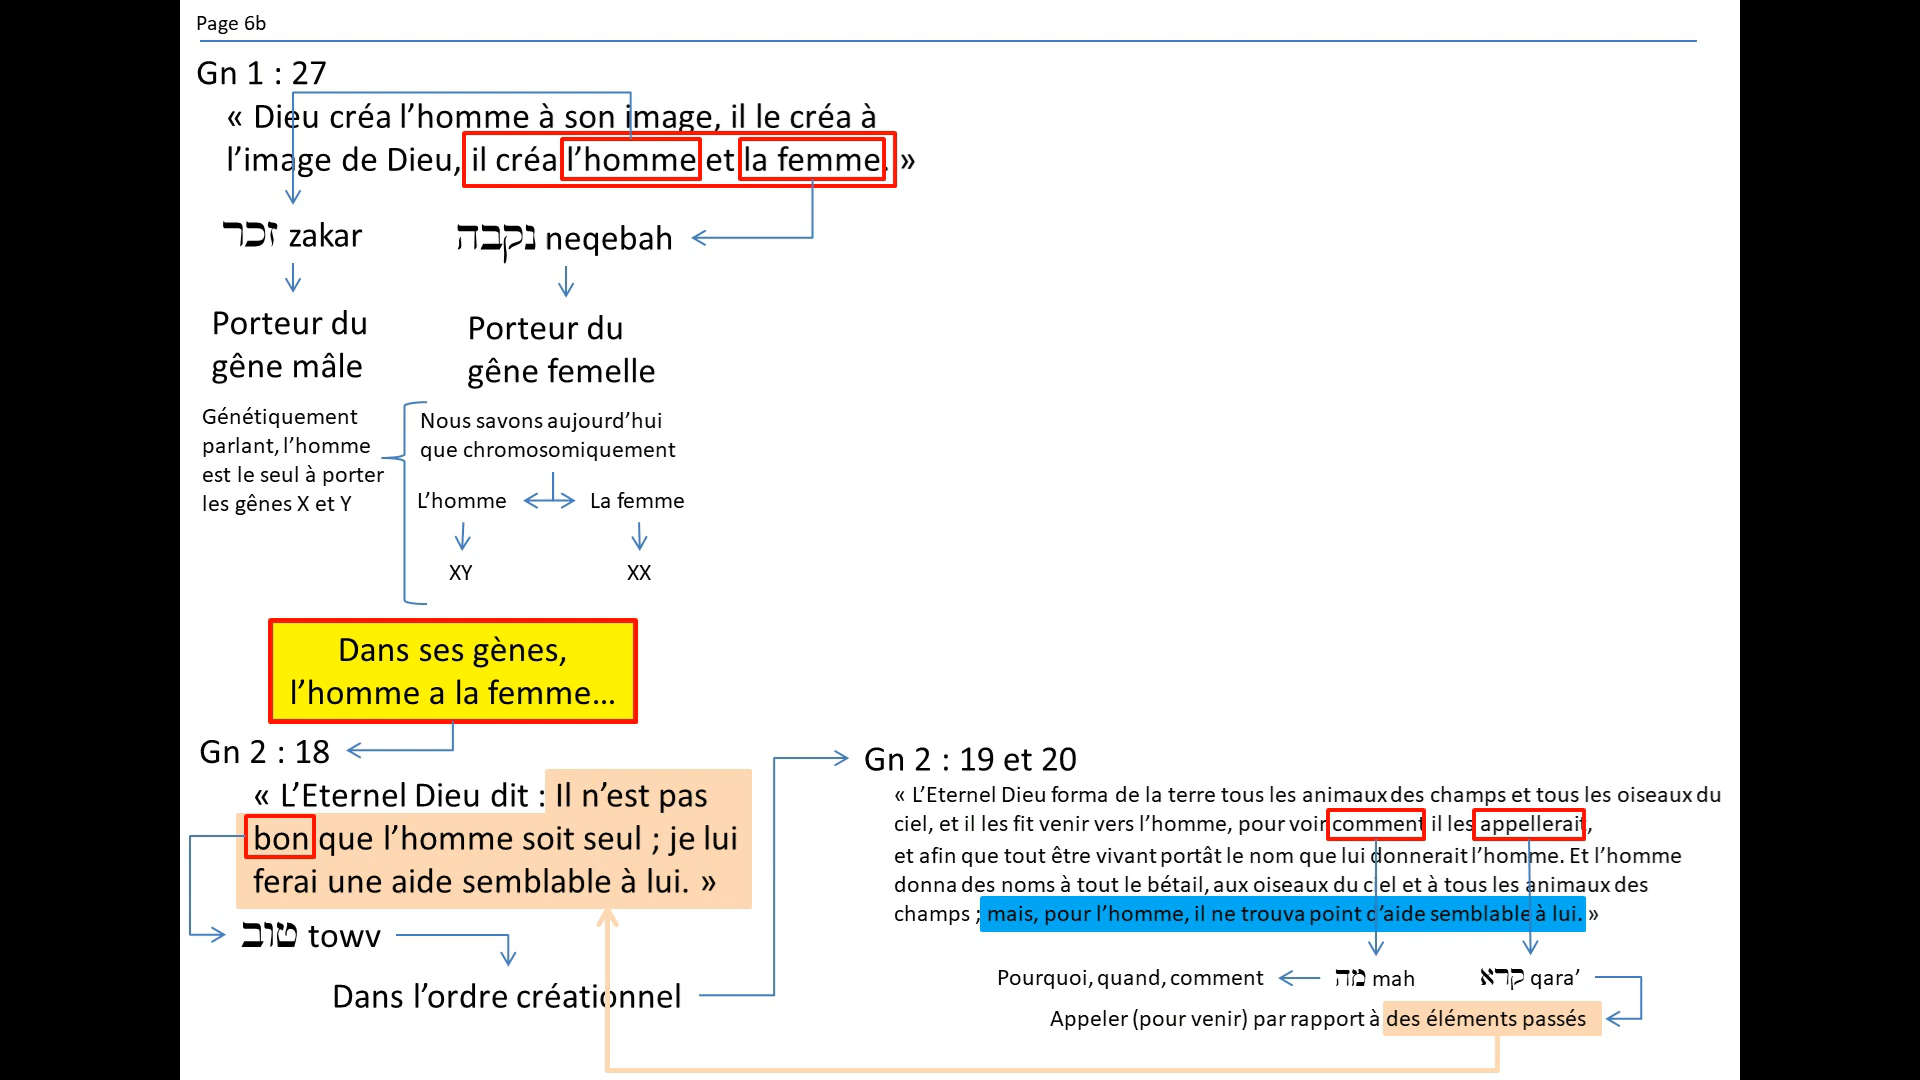 Page 6b
Gn 1 : 27
« Dieu créa l’homme à son image, il le créa à
l’image de Dieu, il créa l’homme et la femme. »
זכר zakar
נקבה neqebah
Porteur du
gêne mâle
Porteur du
gêne femelle
Génétiquement
parlant, l’homme
est le seul à porter
les gênes X et Y
Nous savons aujourd’hui
que chromosomiquement
L’homme
La femme
XY
XX
Dans ses gènes,
l’homme a la femme...
Gn 2 : 18
« L’Eternel Dieu dit : Il n’est pas
bon que l’homme soit seul ; je lui
ferai une aide semblable à lui. »
טוב towv
Dans l’ordre créationnel
Gn 2 : 19 et 20
« L’Eternel Dieu forma de la terre tous les animaux des champs et tous les oiseaux du
ciel, et il les fit venir vers l’homme, pour voir comment il les appellerait,
et afin que tout être vivant portât le nom que lui donnerait l’homme. Et l’homme
donna des noms à tout le bétail, aux oiseaux du ciel et à tous les animaux des
champs ; mais, pour l’homme, il ne trouva point d’aide semblable à lui. »
Pourquoi, quand, comment
מה mah
קרא qara’
Appeler (pour venir) par rapport à des éléments passés